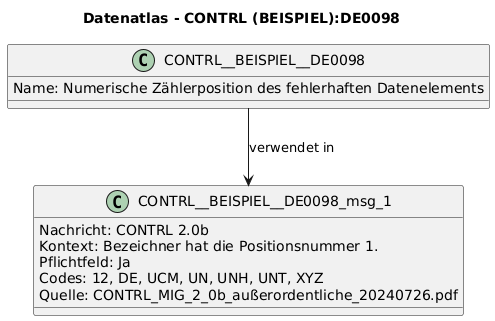 Datenatlas - CONTRL (BEISPIEL):DE0098
C CONTRL__BEISPIEL__DE0098
Name: Numerische Zählerposition des fehlerhaften Datenelements
verwendet in
C CONTRL__BEISPIEL__DE0098_msg_1
Nachricht: CONTRL 2.0b
Kontext: Bezeichner hat die Positionsnummer 1.
Pflichtfeld: Ja
Codes: 12, DE, UCM, UN, UNH, UNT, XYZ
Quelle: CONTRL_MIG_2_0b_außerordentliche_20240726.pdf